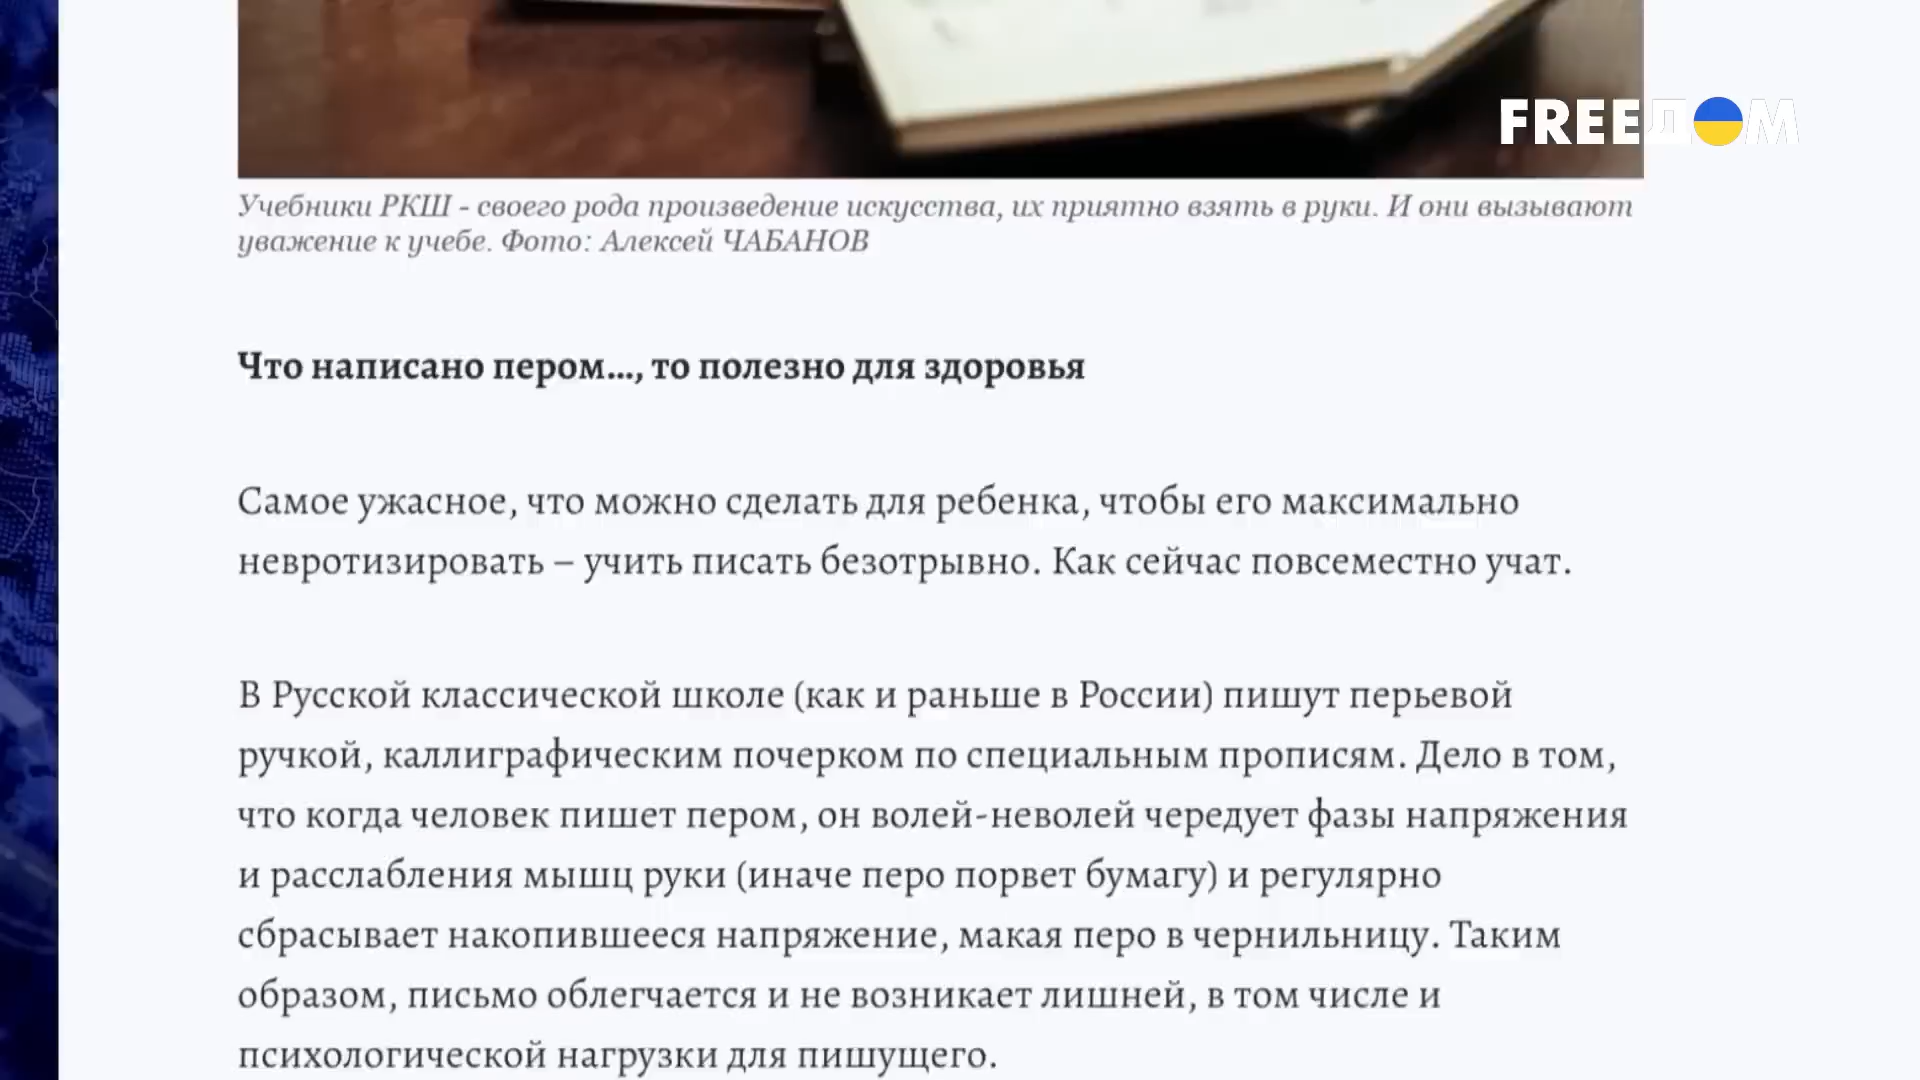 FREEДОМ
Учебники РКШ - своего рода произведение искусства, их приятно взять в руки. И они вызывают
уважение к учебе. Фото: Алексей ЧАБАНОВ
Что написано пером..., то полезно для здоровья
Самое ужасное, что можно сделать для ребенка, чтобы его максимально
невротизировать – учить писать безотрывно. Как сейчас повсеместно учат.
В Русской классической школе (как и раньше в России) пишут перьевой
ручкой, каллиграфическим почерком по специальным прописям. Дело в том,
что когда человек пишет пером, он волей-неволей чередует фазы напряжения
и расслабления мышц руки (иначе перо порвет бумагу) и регулярно
сбрасывает накопившееся напряжение, макая перо в чернильницу. Таким
образом, письмо облегчается и не возникает лишней, в том числе и
психологической нагрузки для пишущего.